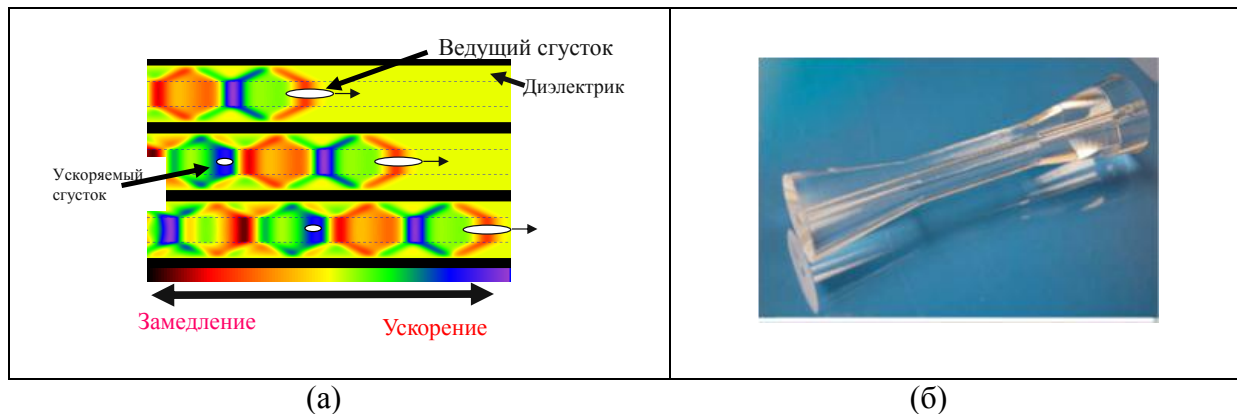 Ведущий сгусток
Диэлектрик
Ускоряемый
сгусток
Замедление
Ускорение
(а)
(б)